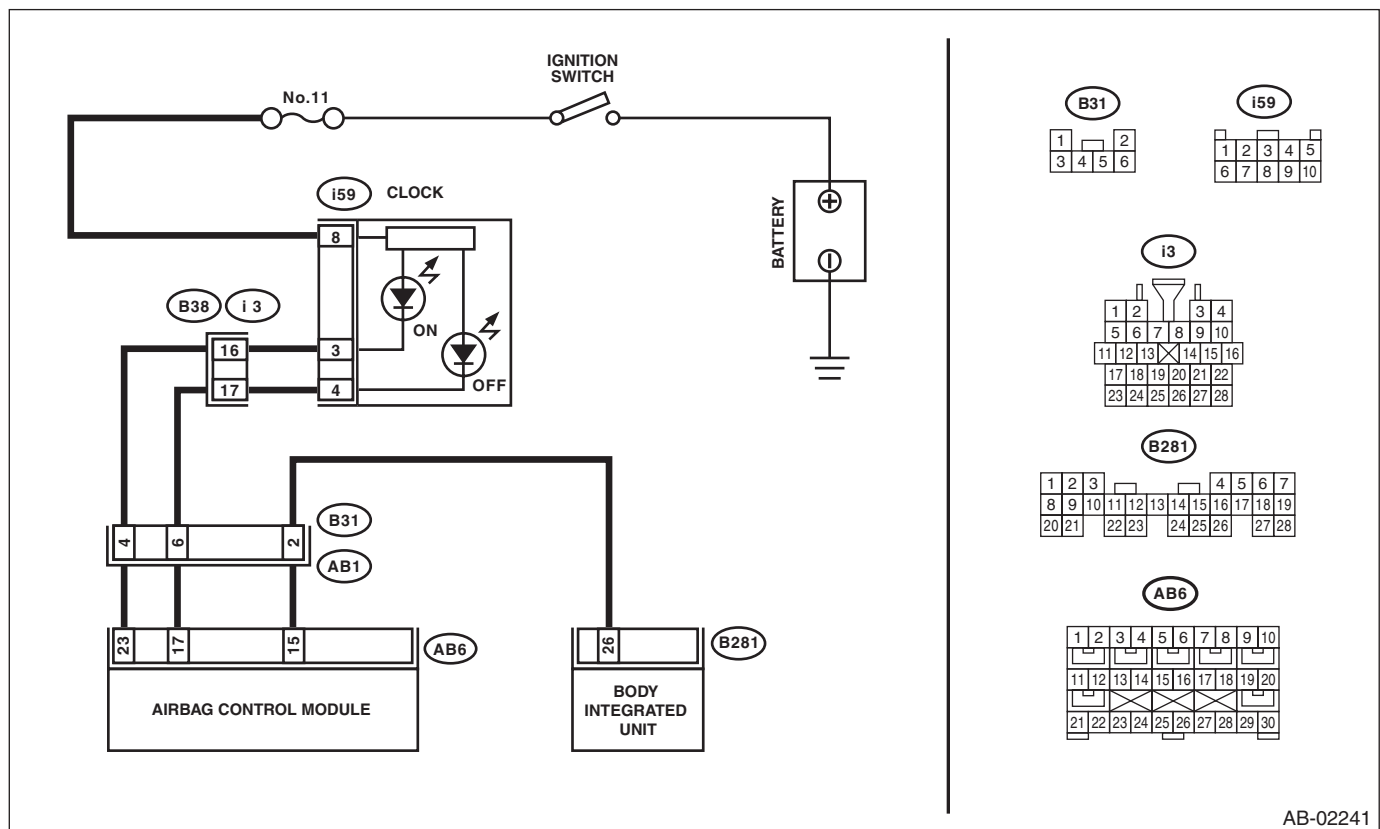 IGNITION
SWITCH
No.11
i59 CLOCK
8
BATTERY
+
−
B38 i 3
ON
16 3
OFF
17 4
B31
4 6 2
AB1
23 17 15
AB6
26
B281
AIRBAG CONTROL MODULE
BODY
INTEGRATED
UNIT
B31
1 2
3 4 5 6
i59
1 2 3 4 5
6 7 8 9 10
i3
1 2 3 4
5 6 7 8 9 10
11 12 13 14 15 16
17 18 19 20 21 22
23 24 25 26 27 28
B281
1 2 3 4 5 6 7
8 9 10 11 12 13 14 15 16 17 18 19
20 21 22 23 24 25 26 27 28
AB6
1 2 3 4 5 6 7 8 9 10
11 12 13 14 15 16 17 18 19 20
21 22 23 24 25 26 27 28 29 30
AB-02241